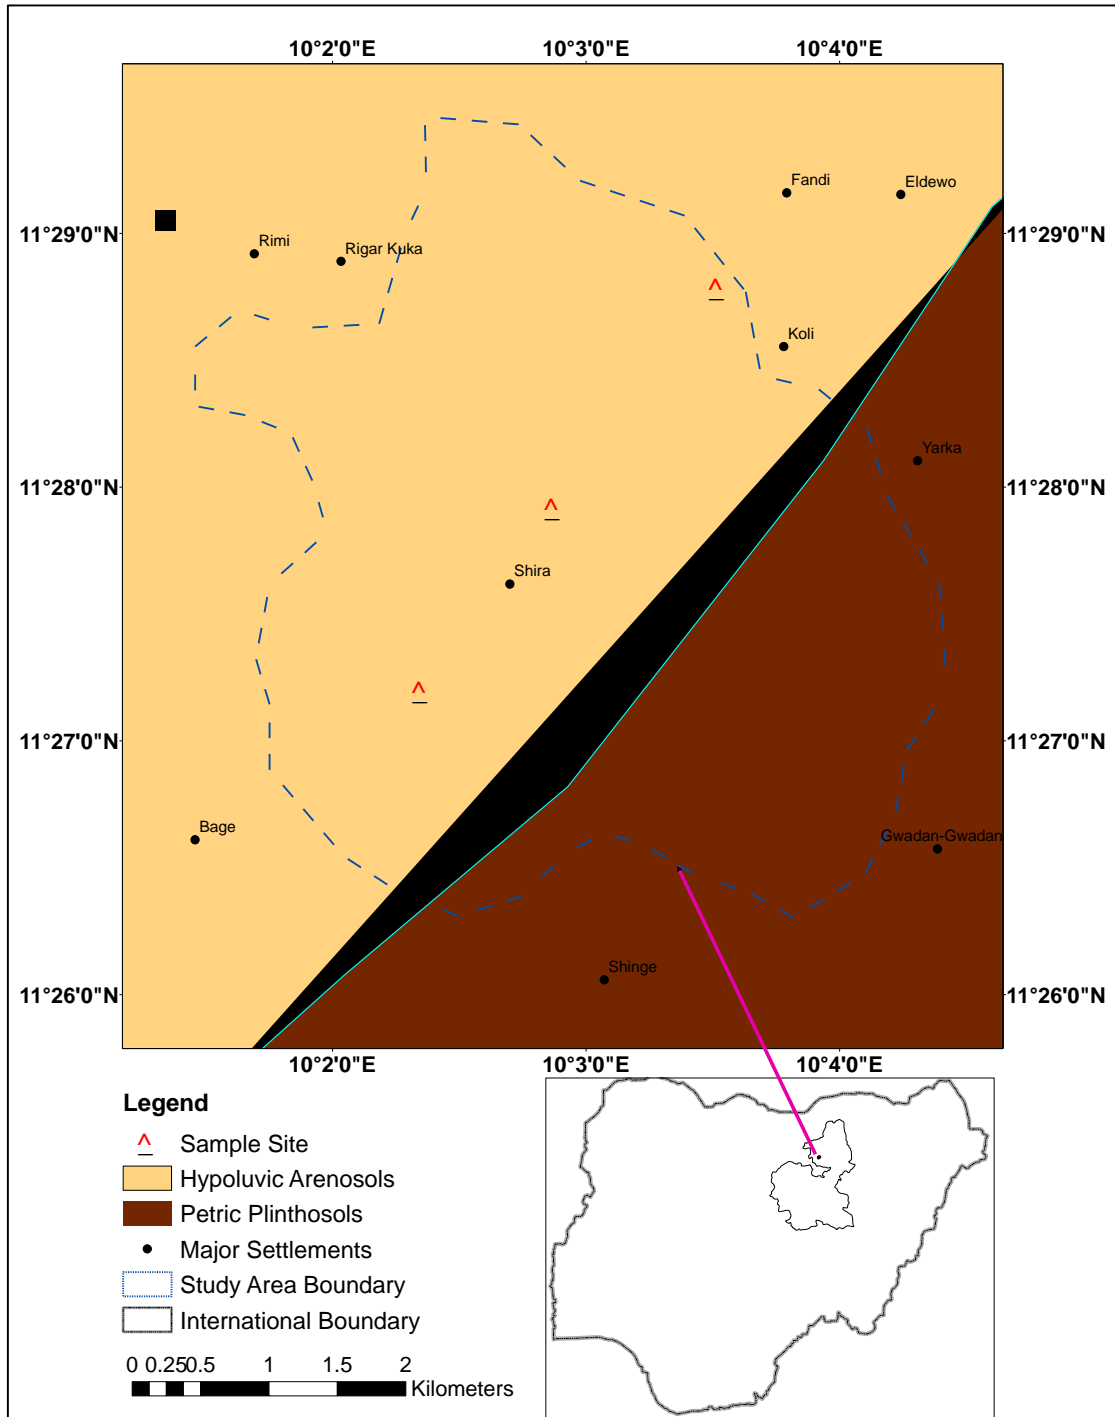 10°2'0"E 10°3'0"E 10°4'0"E
Fandi
Eldewo
11°29'0"N 11°29'0"N
Rimi
Rigar Kuka
^
Koli
Yarka
11°28'0"N 11°28'0"N
^
Shira
^
11°27'0"N 11°27'0"N
Bage
Gwadan-Gwadan
Shinge
11°26'0"N 11°26'0"N
10°2'0"E 10°3'0"E 10°4'0"E
Legend
^ Sample Site
Hypoluvic Arenosols
Petric Plinthosols
Major Settlements
Study Area Boundary
International Boundary
0 0.25 0.5 1 1.5 2
Kilometers